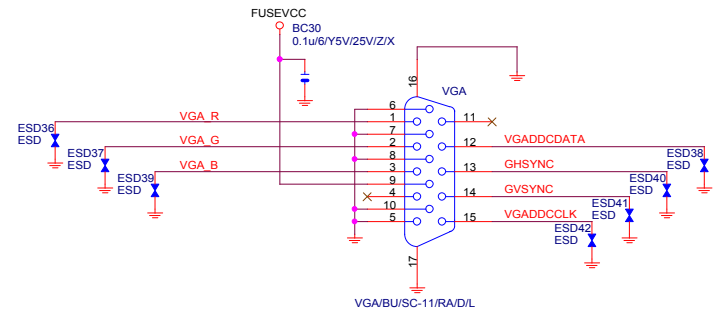 FUSEVCC
BC30
0.1u/6/Y5V/25V/Z/X
16
VGA
6
VGA_R
1
11
ESD36
ESD
7
VGA_G
2
12
VGADDCDATA
ESD37
ESD
8
ESD38
ESD
VGA_B
3
13
GHSYNC
ESD39
ESD
9
ESD40
ESD
4
14
GVSYNC
10
ESD41
ESD
5
15
VGADDCCLK
ESD42
ESD
17
VGA/BU/SC-11/RA/D/L